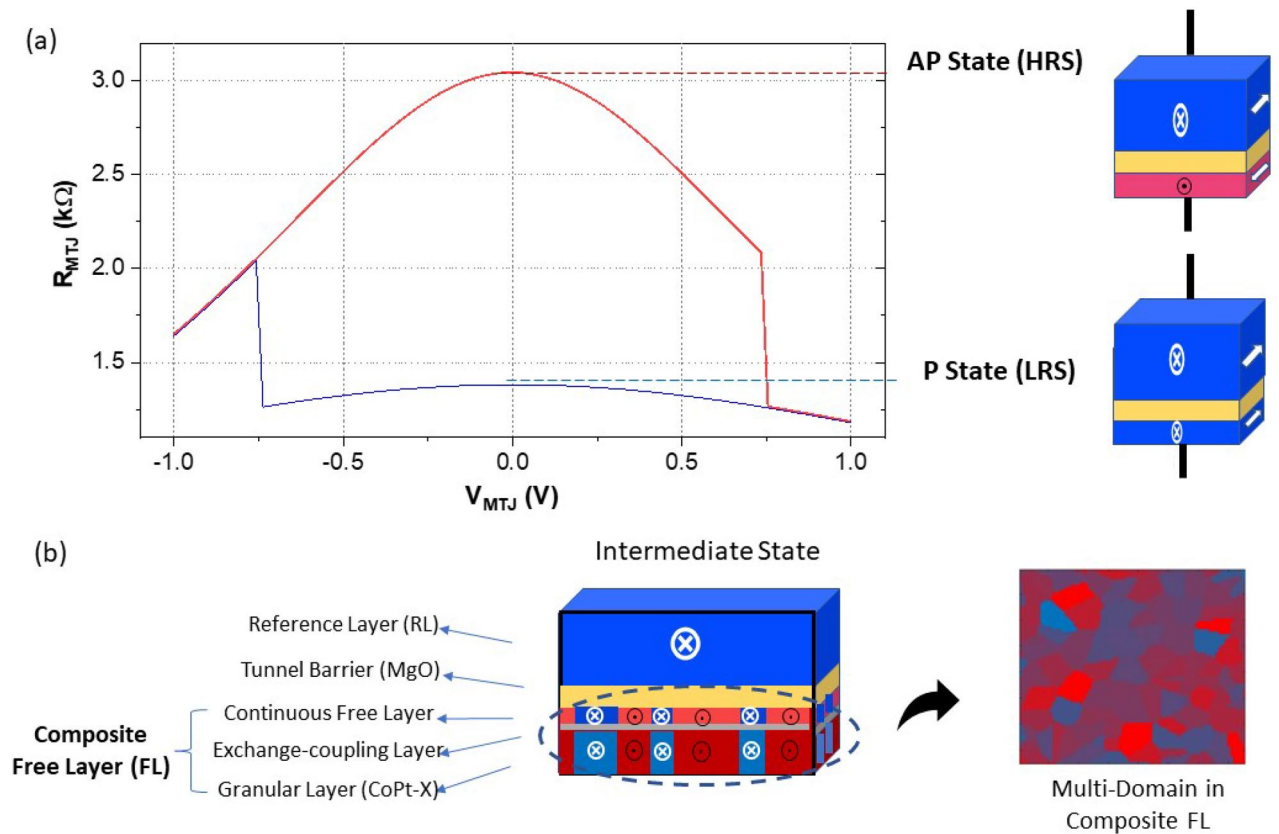 (a)
3.0
2.5
2.0
1.5
R_MTJ (kΩ)
-1.0
-0.5
0.0
0.5
1.0
V_MTJ (V)
AP State (HRS)
P State (LRS)
(b)
Intermediate State
Reference Layer (RL)
Tunnel Barrier (MgO)
Continuous Free Layer
Exchange-coupling Layer
Granular Layer (CoPt-X)
Composite
Free Layer (FL)
Multi-Domain in
Composite FL